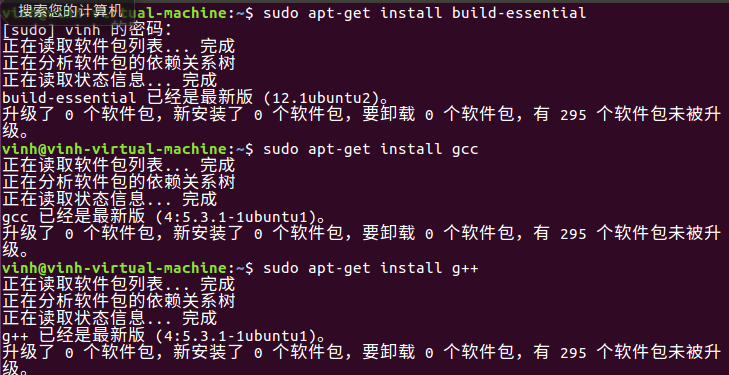 搜索您的计算机
vinh@vinh-virtual-machine:~$ sudo apt-get install build-essential
[sudo] vinh 的密码：
正在读取软件包列表... 完成
正在分析软件包的依赖关系树
正在读取状态信息... 完成
build-essential 已经是最新版 (12.1ubuntu2)。
升级了 0 个软件包，新安装了 0 个软件包，要卸载 0 个软件包，有 295 个软件包未被升
级。
vinh@vinh-virtual-machine:~$ sudo apt-get install gcc
正在读取软件包列表... 完成
正在分析软件包的依赖关系树
正在读取状态信息... 完成
gcc 已经是最新版 (4:5.3.1-1ubuntu1)。
升级了 0 个软件包，新安装了 0 个软件包，要卸载 0 个软件包，有 295 个软件包未被升
级。
vinh@vinh-virtual-machine:~$ sudo apt-get install g++
正在读取软件包列表... 完成
正在分析软件包的依赖关系树
正在读取状态信息... 完成
g++ 已经是最新版 (4:5.3.1-1ubuntu1)。
升级了 0 个软件包，新安装了 0 个软件包，要卸载 0 个软件包，有 295 个软件包未被升
级。